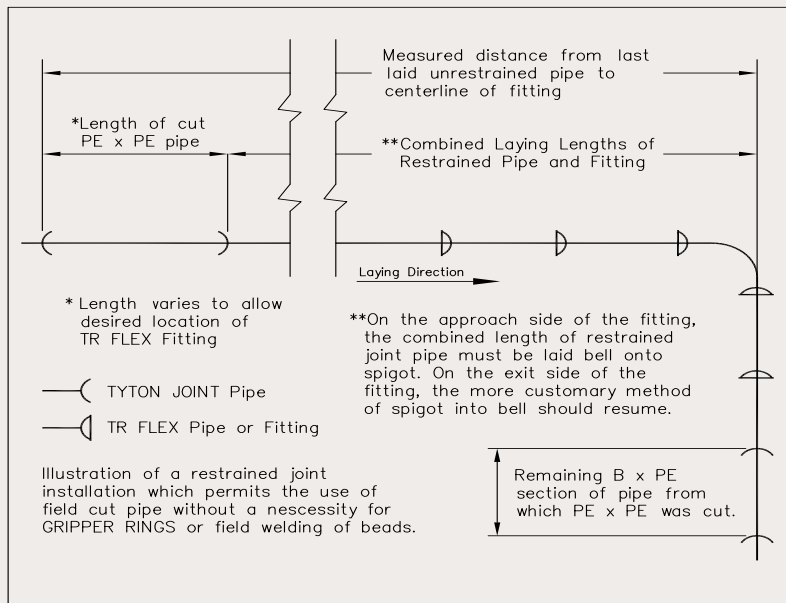 Measured distance from last
laid unrestrained pipe to
centerline of fitting
*Length of cut
PE x PE pipe
**Combined Laying Lengths of
Restrained Pipe and Fitting
Laying Direction
* Length varies to allow
desired location of
TR FLEX Fitting
**On the approach side of the fitting,
the combined length of restrained
joint pipe must be laid bell onto
spigot. On the exit side of the
fitting, the more customary method
of spigot into bell should resume.
TYTON JOINT Pipe
TR FLEX Pipe or Fitting
Illustration of a restrained joint
installation which permits the use of
field cut pipe without a nescessity for
GRIPPER RINGS or field welding of beads.
Remaining B x PE
section of pipe from
which PE x PE was cut.